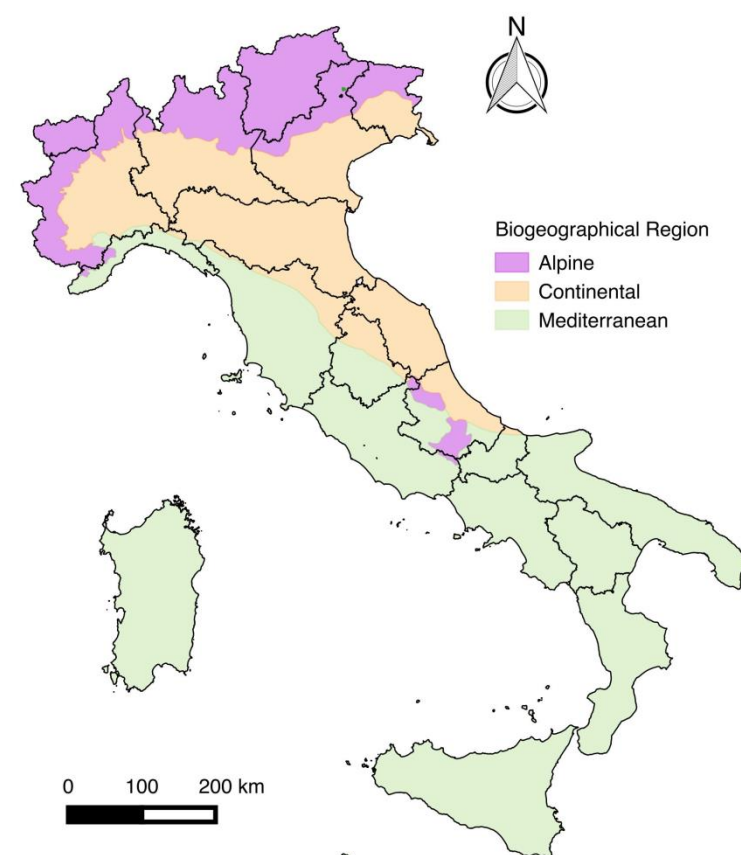 N
Biogeographical Region
Alpine
Continental
Mediterranean
0 100 200 km